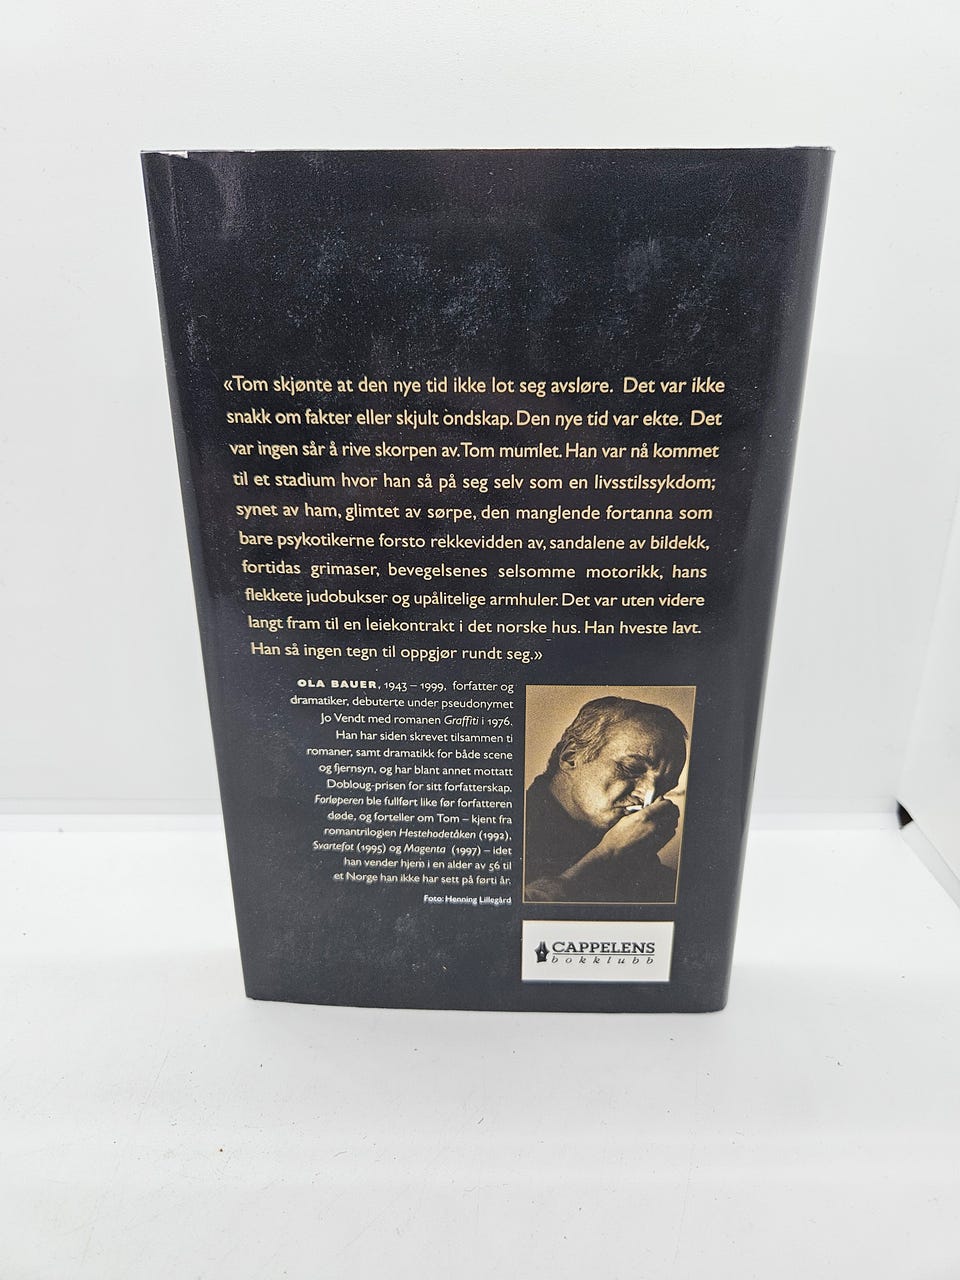 «Tom skjønte at den nye tid ikke lot seg avsløre. Det var ikke
snakk om fakter eller skjult ondskap. Den nye tid var ekte. Det
var ingen sår å rive skorpen av. Tom mumlet. Han var nå kommet
til et stadium hvor han så på seg selv som en livsstilssykdom;
synet av ham, glimtet av sørpe, den manglende fortanna som
bare psykotikerne forsto rekkevidden av, sandalene av bildekk,
fortidas grimaser, bevegelsenes selsomme motorikk, hans
flekkete judobukser og upålitelige armhuler. Det var uten videre
langt fram til en leiekontrakt i det norske hus. Han hveste lavt.
Han så ingen tegn til oppgjør rundt seg.»
OLA BAUER, 1943 – 1999, forfatter og
dramatiker, debuterte under pseudonymet
Jo Vendt med romanen Graffiti i 1976.
Han har siden skrevet tilsammen ti
romaner, samt dramatikk for både scene
og fjernsyn, og har blant annet mottatt
Dobloug-prisen for sitt forfatterskap.
Forløperen ble fullført like før forfatteren
døde, og forteller om Tom – kjent fra
romantrilogien Hestehodetåken (1992),
Svartefot (1995) og Magenta (1997) – idet
han vender hjem i en alder av 56 til
et Norge han ikke har sett på førti år.
Foto: Henning Lillegård
CAPPELENS
bokklubb